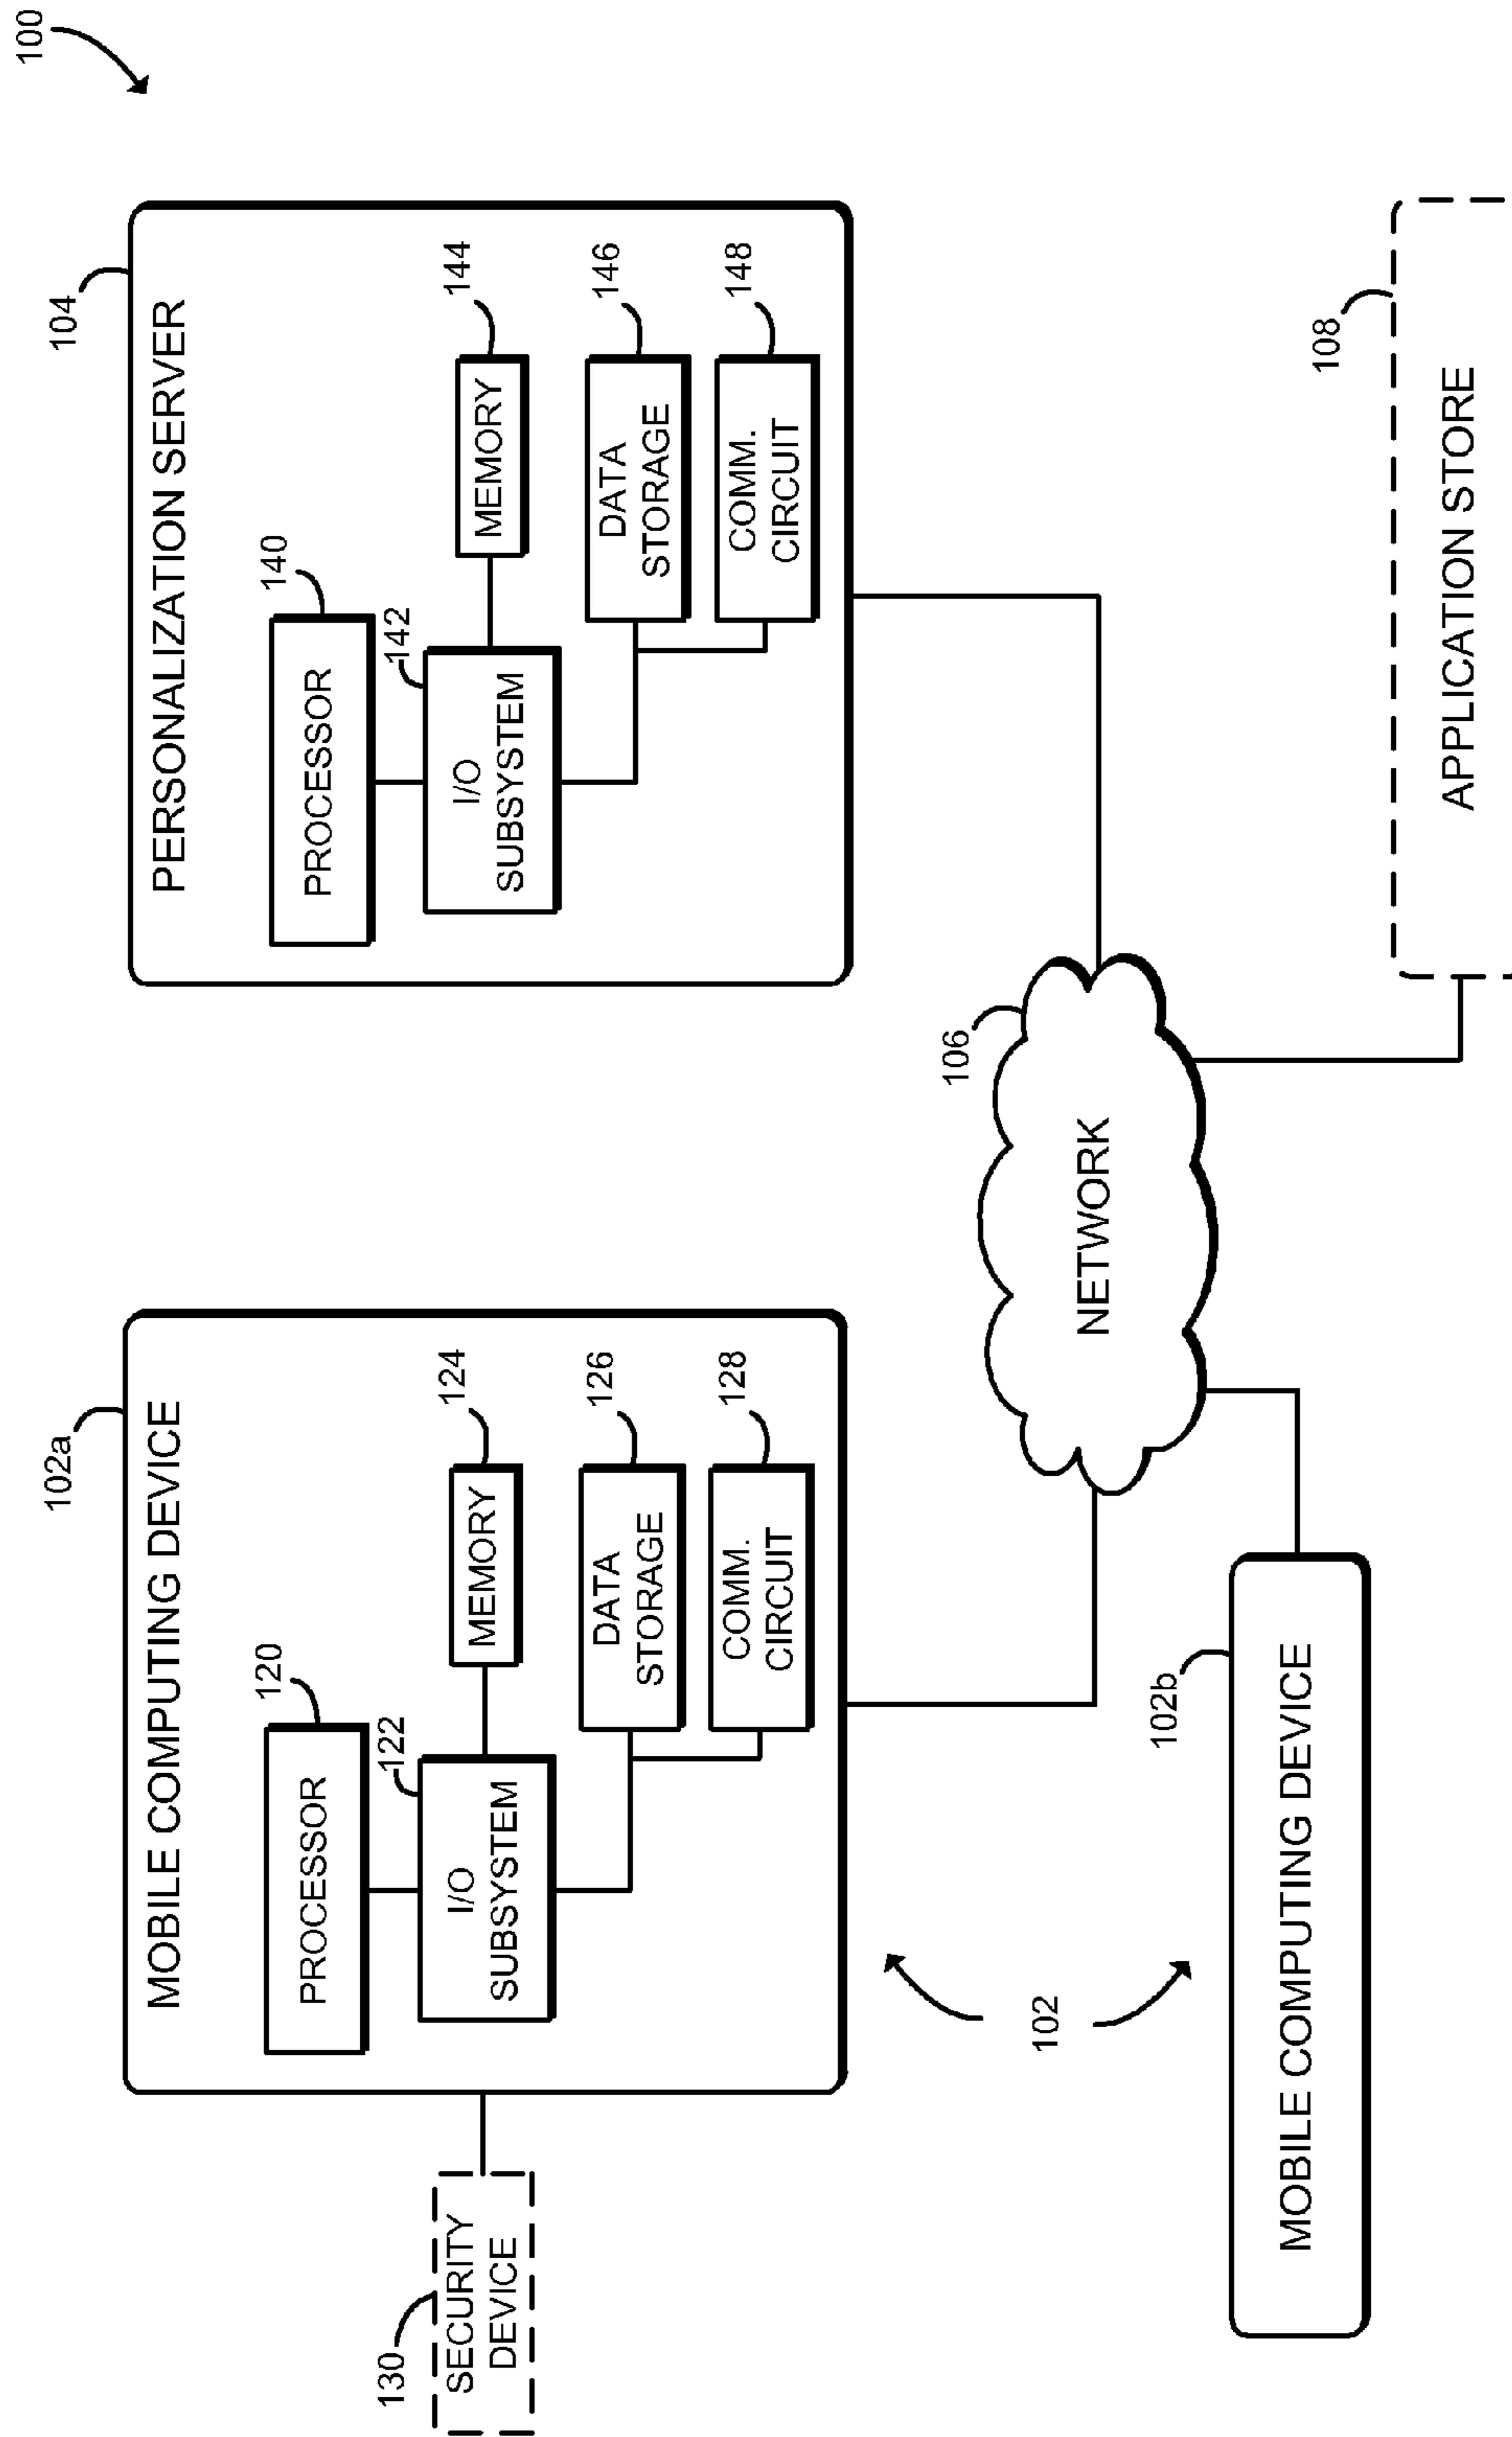 100
102a
104
MOBILE COMPUTING DEVICE
PERSONALIZATION SERVER
120
PROCESSOR
140
PROCESSOR
130
SECURITY
DEVICE
122
I/O
SUBSYSTEM
124
MEMORY
142
I/O
SUBSYSTEM
144
MEMORY
126
DATA
STORAGE
146
DATA
STORAGE
128
COMM.
CIRCUIT
148
COMM.
CIRCUIT
106
102
NETWORK
102b
MOBILE COMPUTING DEVICE
108
APPLICATION STORE